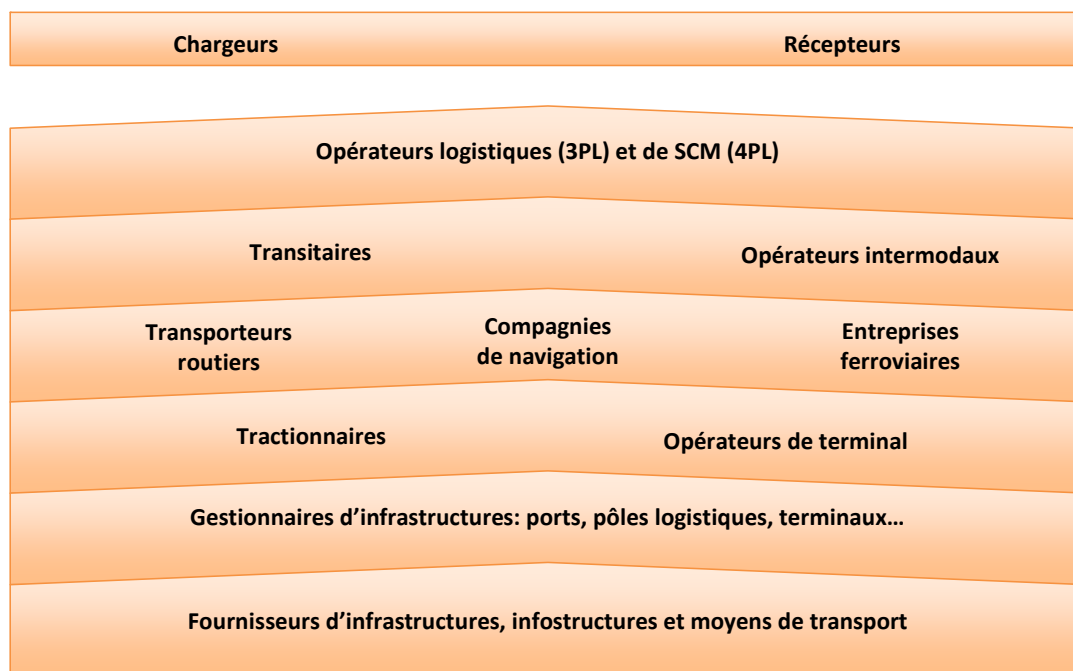 Chargeurs
Récepteurs
Opérateurs logistiques (3PL) et de SCM (4PL)
Transitaires
Opérateurs intermodaux
Transporteurs
routiers
Compagnies
de navigation
Entreprises
ferroviaires
Tractionnaires
Opérateurs de terminal
Gestionnaires d’infrastructures: ports, pôles logistiques, terminaux…
Fournisseurs d’infrastructures, infostructures et moyens de transport